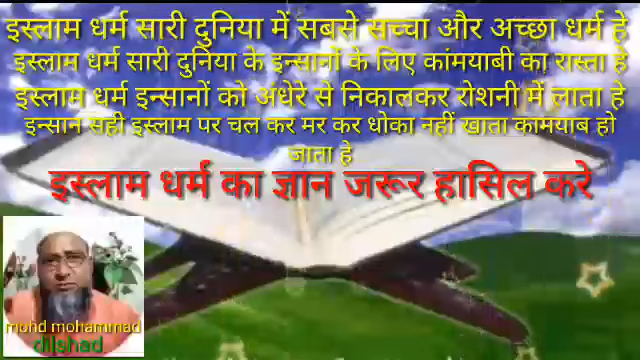 इस्लाम धर्म सारी दुनिया में सबसे सच्चा और अच्छा धर्म हे
इस्लाम धर्म सारी दुनिया के इन्सानों के लिए कांमयाबी का रास्ता हे
इस्लाम धर्म इन्सानों को अंधेरे से निकालकर रोशनी में लाता हे
इन्सान सही इस्लाम पर चल कर मर कर धोका नहीं खाता कामयाब हो
जाता हे
इस्लाम धर्म का ज्ञान जरूर हासिल करे
mohd mohammad
dilshad